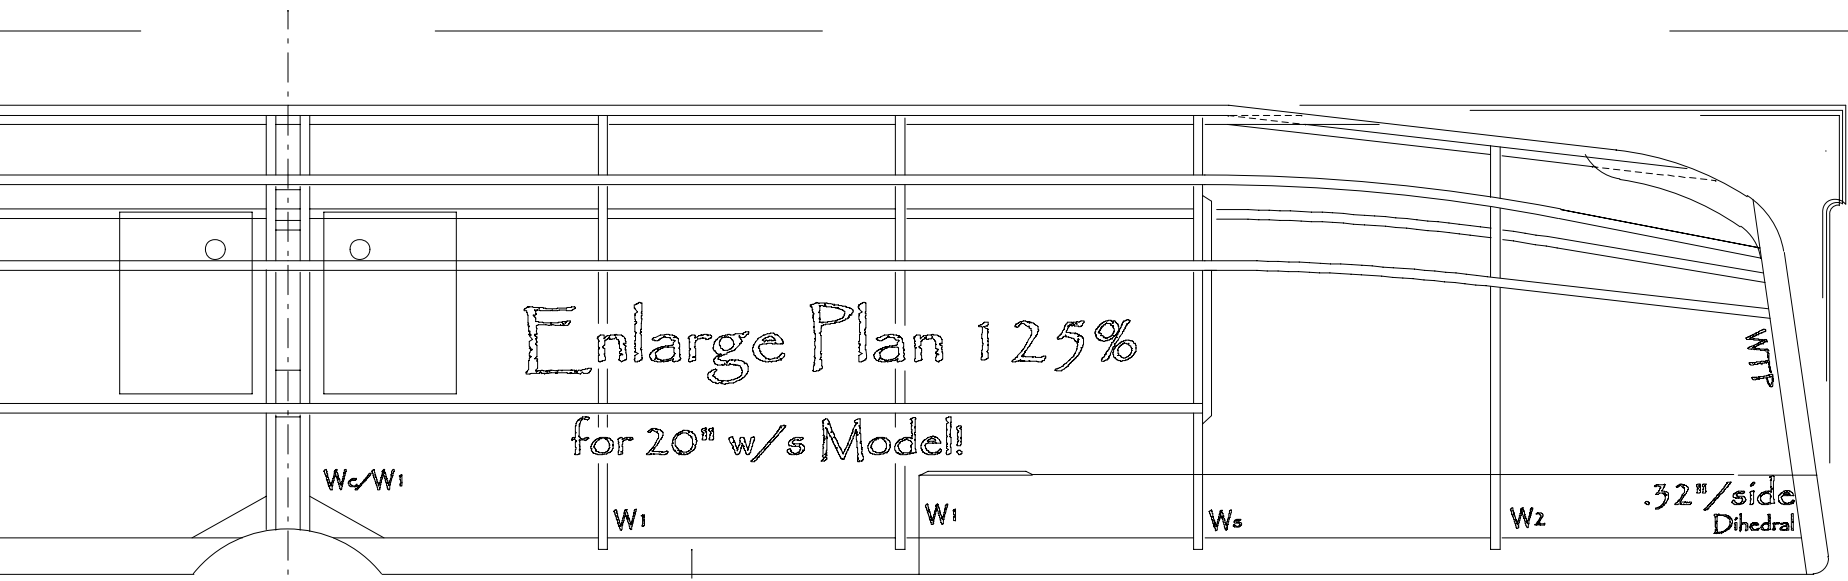 Enlarge Plan 125%
for 20" w/s Model!
WTP
Wc/W1
W1
W1
Ws
W2
.32"/side
Dihedral